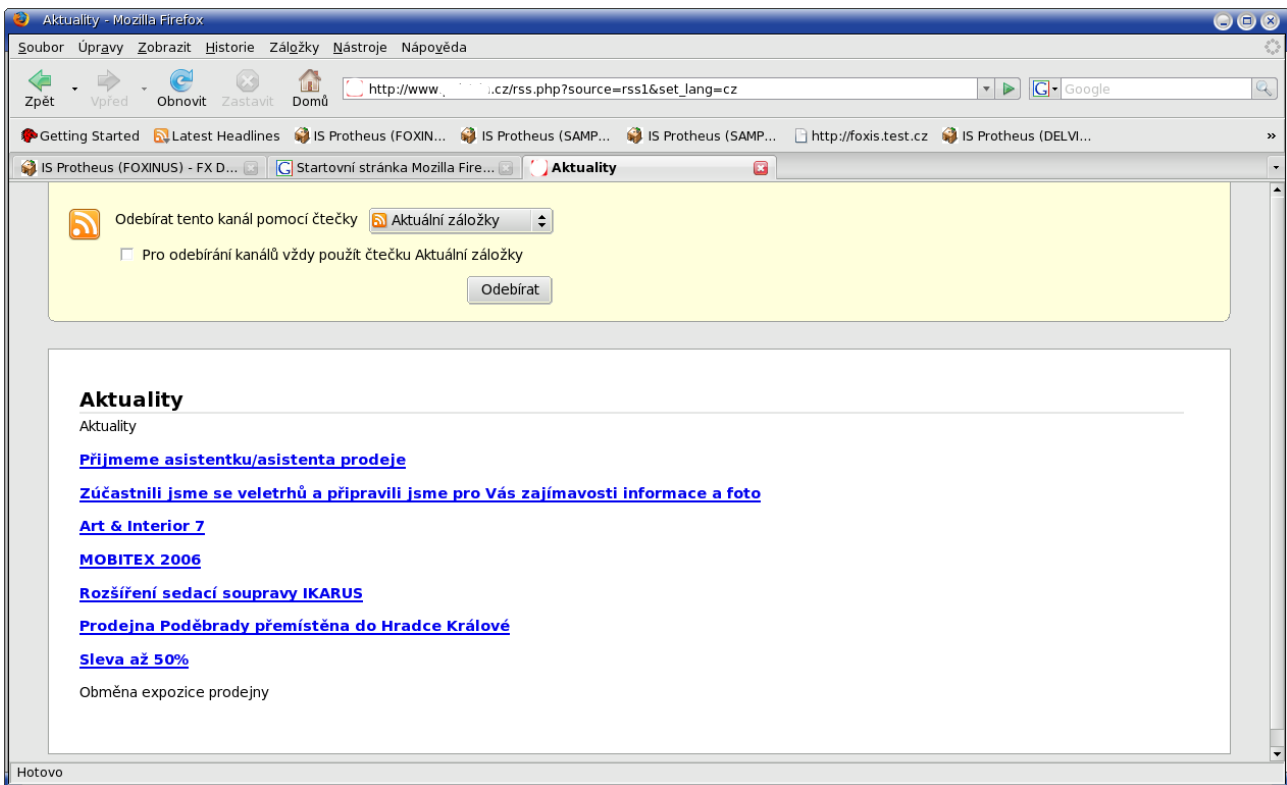 Aktuality - Mozilla Firefox
Soubor Úpravy Zobrazit Historie Záložky Nástroje Nápověda
Zpět Vpřed Obnovit Zastavit Domů http://www. .cz/rss.php?source=rss1&set_lang=cz G Google
Getting Started Latest Headlines IS Protheus (FOXIN... IS Protheus (SAMP... IS Protheus (SAMP... http://foxis.test.cz IS Protheus (DELVI... »
IS Protheus (FOXINUS) - FX D... G Startovní stránka Mozilla Fire... Aktuality
Odebírat tento kanál pomocí čtečky Aktuální záložky
Pro odebírání kanálů vždy použít čtečku Aktuální záložky
Odebírat
Aktuality
Aktuality
Přijmeme asistentku/asistenta prodeje
Zúčastnili jsme se veletrhů a připravili jsme pro Vás zajímavosti informace a foto
Art & Interior 7
MOBITEX 2006
Rozšíření sedací soupravy IKARUS
Prodejna Poděbrady přemístěna do Hradce Králové
Sleva až 50%
Obměna expozice prodejny
Hotovo